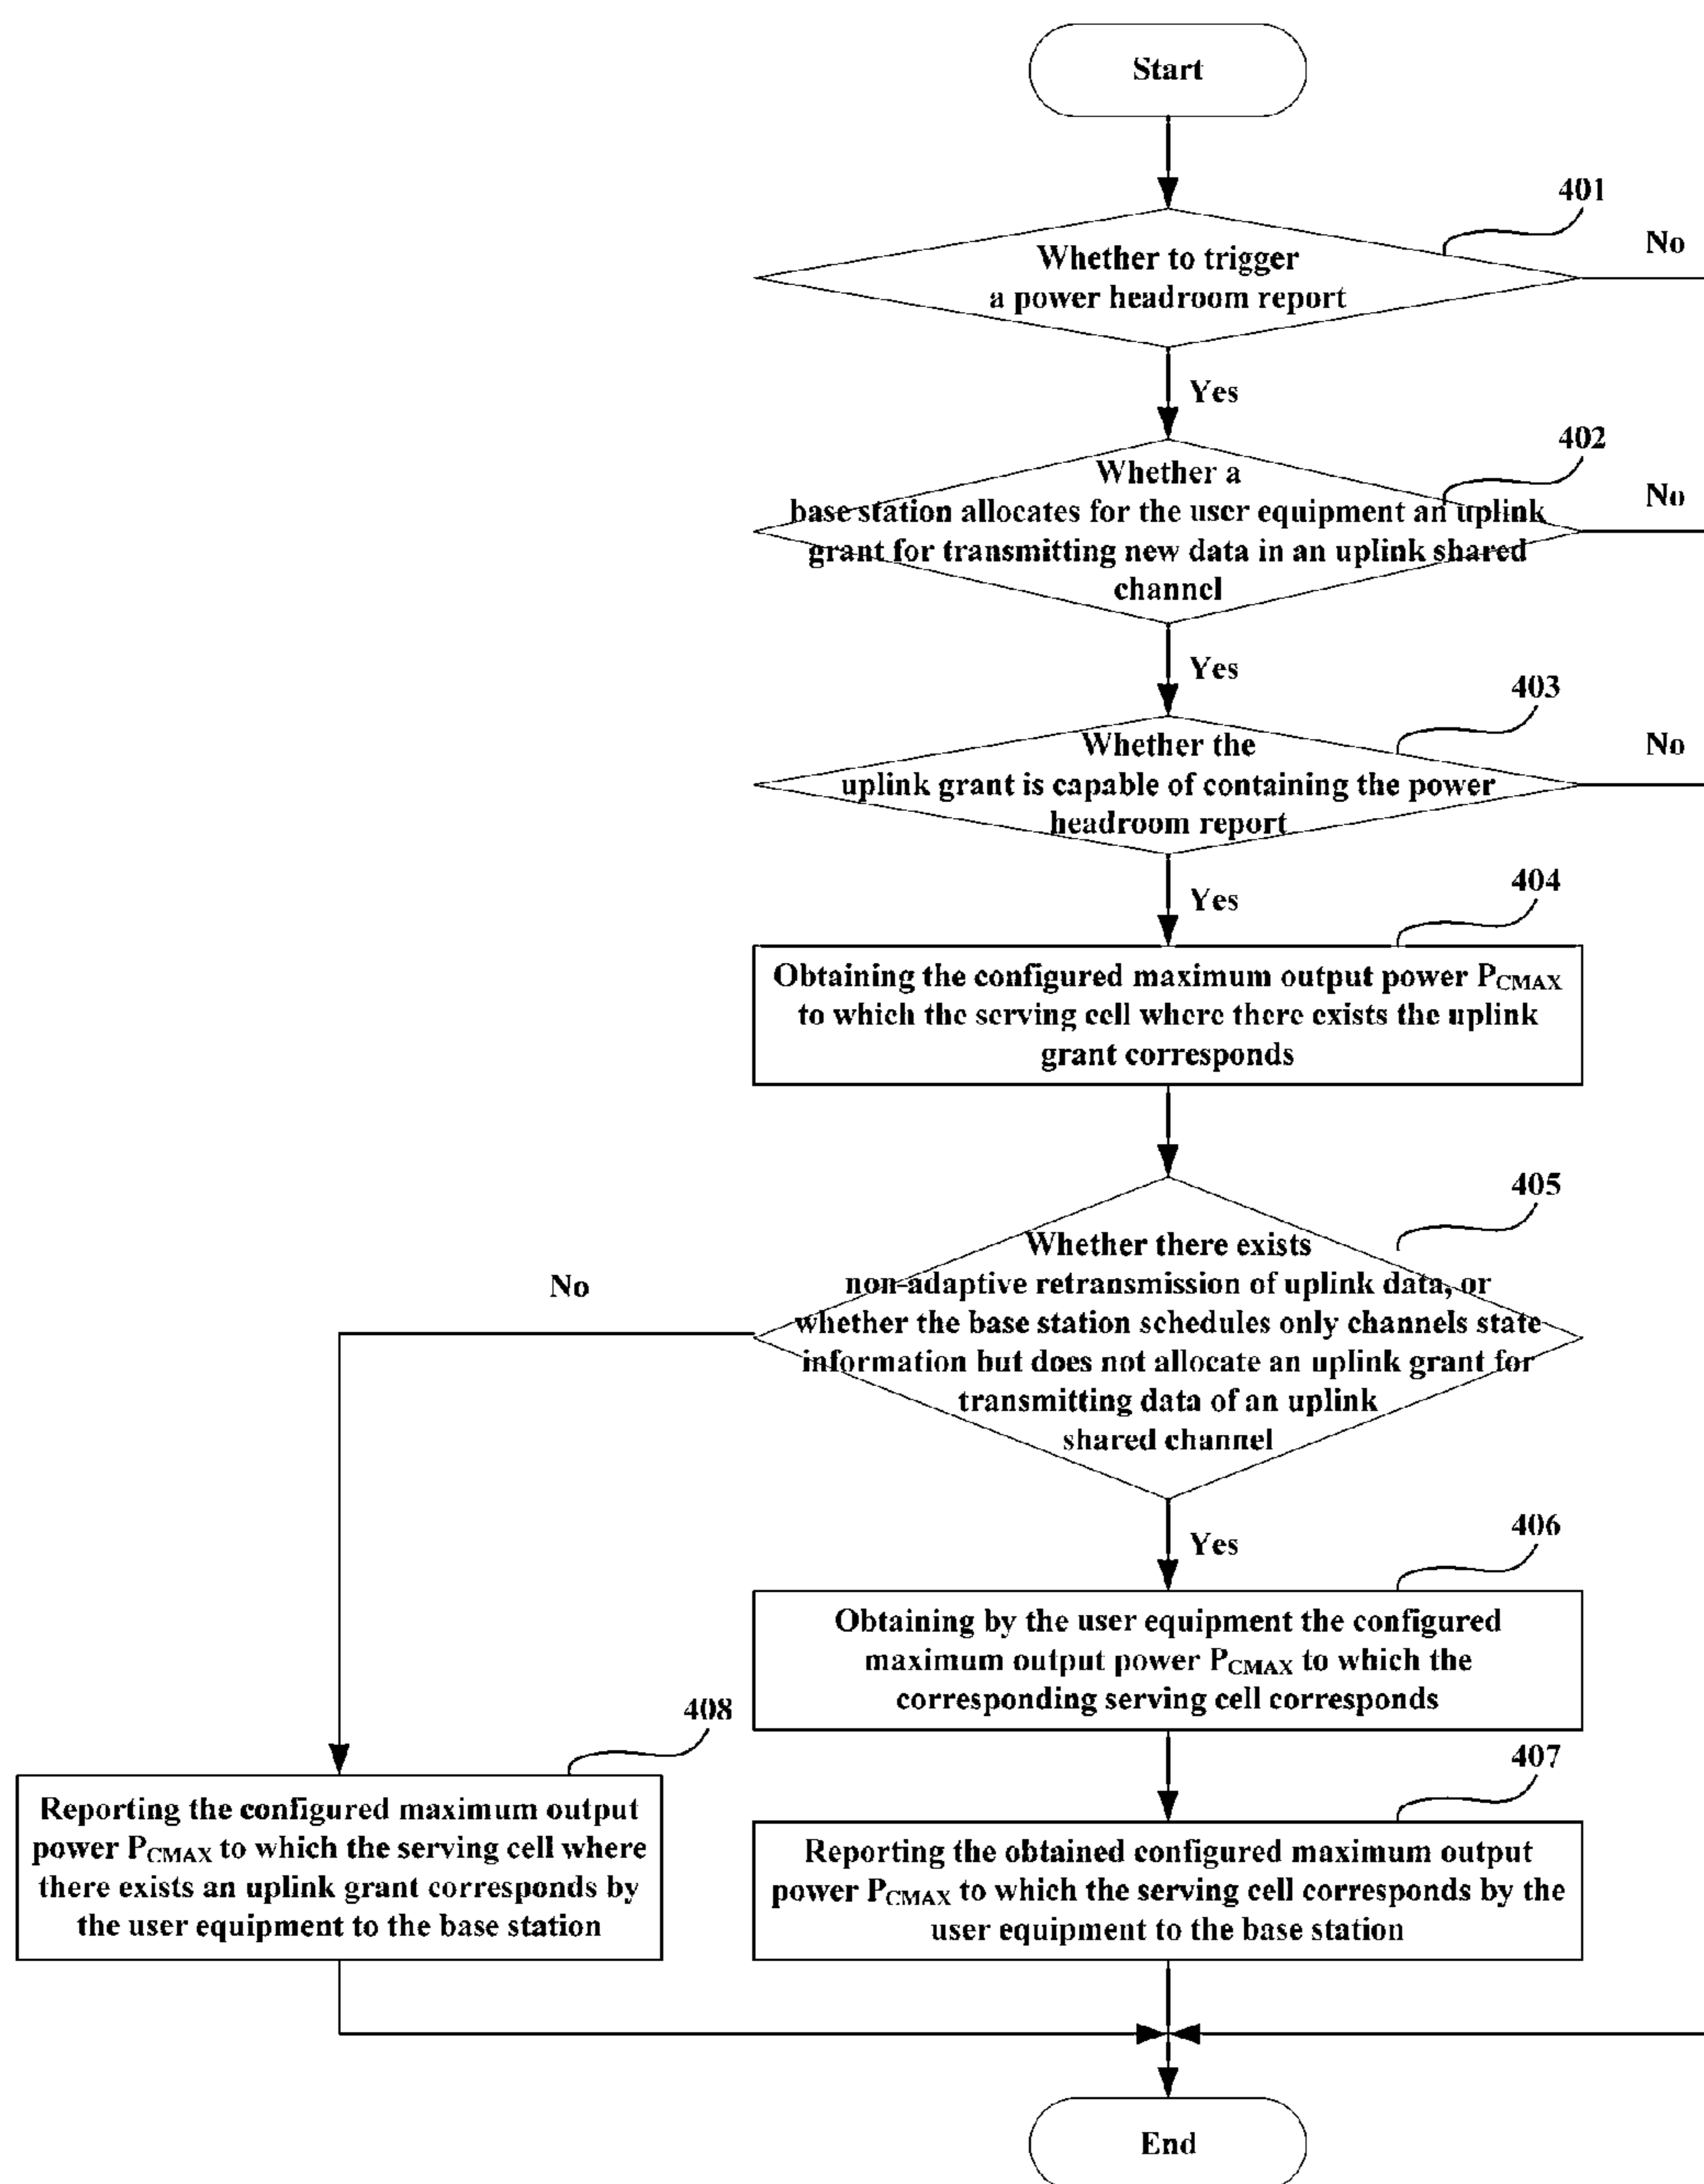 Start
401
No
Whether to trigger
a power headroom report
Yes
402
No
Whether a
base station allocates for the user equipment an uplink
grant for transmitting new data in an uplink shared
channel
Yes
403
No
Whether the
uplink grant is capable of containing the power
headroom report
Yes
404
Obtaining the configured maximum output power PCMAX
to which the serving cell where there exists the uplink
grant corresponds
405
Whether there exists
non-adaptive retransmission of uplink data, or
whether the base station schedules only channels state
information but does not allocate an uplink grant for
transmitting data of an uplink
shared channel
No
Yes
406
Obtaining by the user equipment the configured
maximum output power PCMAX to which the
corresponding serving cell corresponds
408
Reporting the configured maximum output
power PCMAX to which the serving cell where
there exists an uplink grant corresponds by
the user equipment to the base station
407
Reporting the obtained configured maximum output
power PCMAX to which the serving cell corresponds by the
user equipment to the base station
End